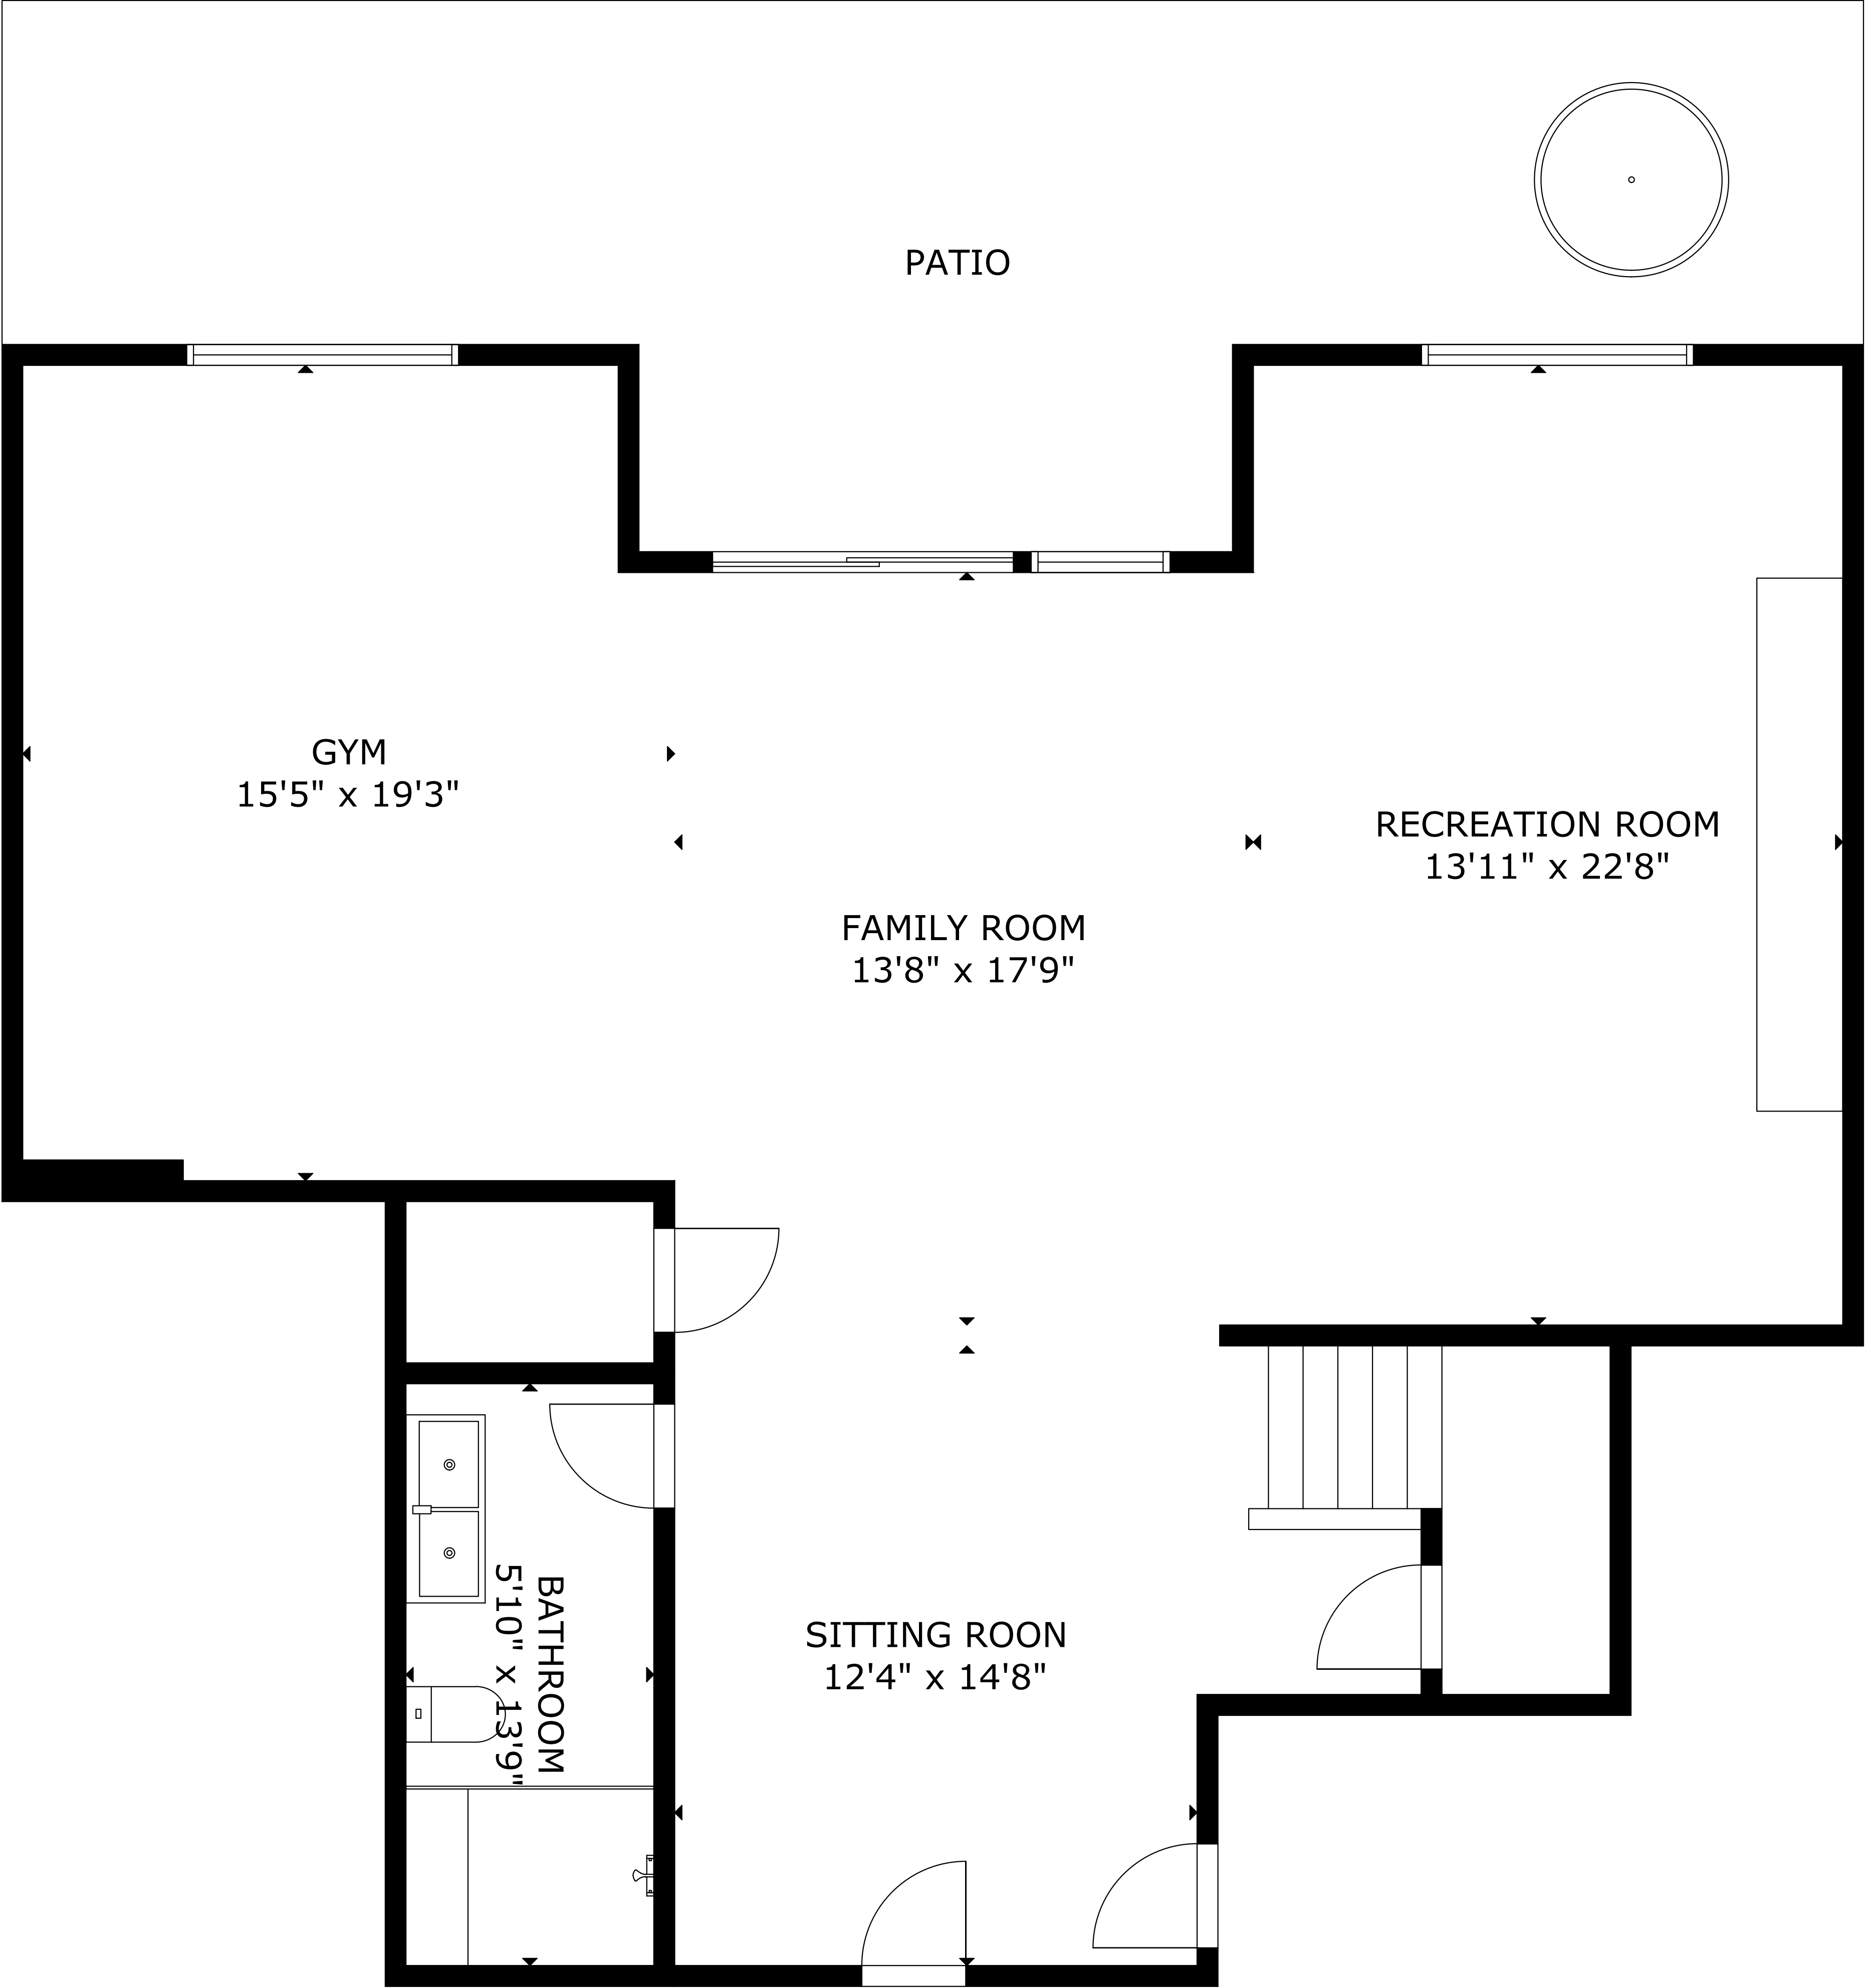 PATIO
GYM
15'5" x 19'3"
RECREATION ROOM
13'11" x 22'8"
FAMILY ROOM
13'8" x 17'9"
BATHROOM
5'10" x 13'9"
SITTING ROON
12'4" x 14'8"